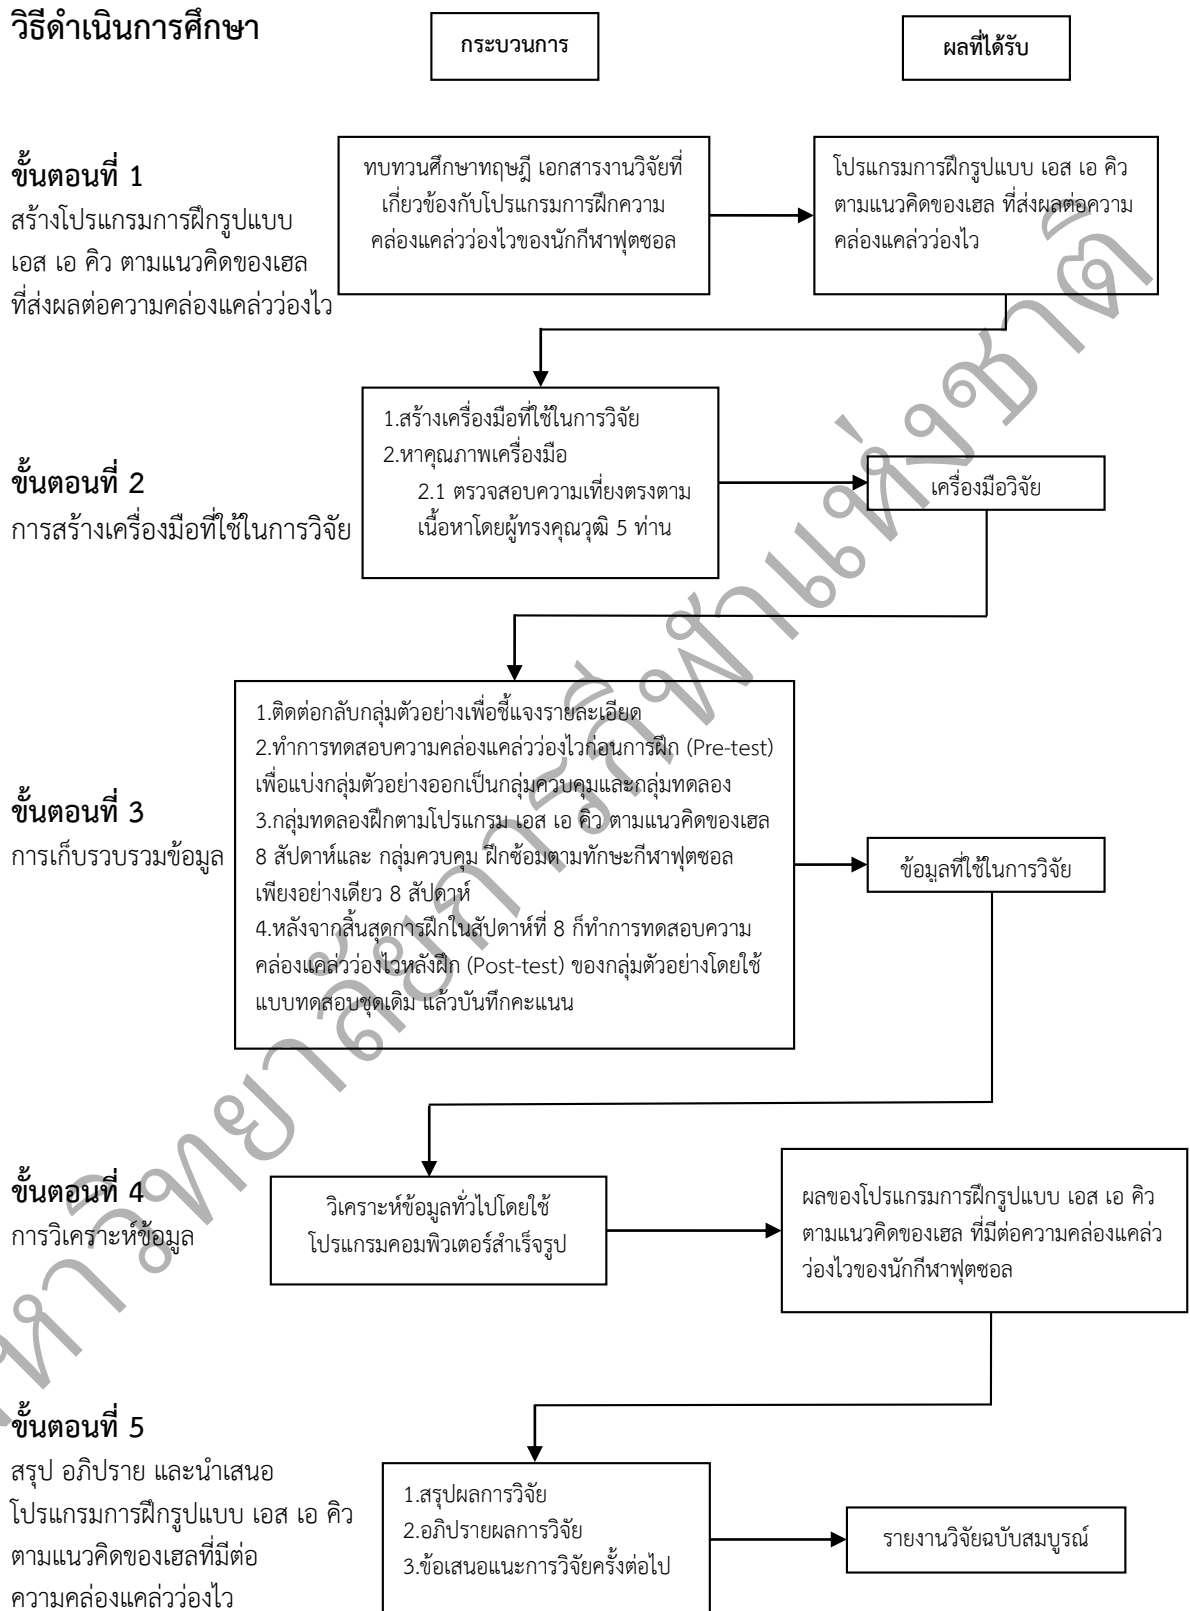 วิธีดำเนินการศึกษา
กระบวนการ
ผลที่ได้รับ
ขั้นตอนที่ 1
สร้างโปรแกรมการฝึกรูปแบบ
เอส เอ คิว ตามแนวคิดของเฮล
ที่ส่งผลต่อความคล่องแคล่วว่องไว
ทบทวนศึกษาทฤษฎี เอกสารงานวิจัยที่
เกี่ยวข้องกับโปรแกรมการฝึกความ
คล่องแคล่วว่องไวของนักกีฬาฟุตซอล
โปรแกรมการฝึกรูปแบบ เอส เอ คิว
ตามแนวคิดของเฮล ที่ส่งผลต่อความ
คล่องแคล่วว่องไว
ขั้นตอนที่ 2
การสร้างเครื่องมือที่ใช้ในการวิจัย
1.สร้างเครื่องมือที่ใช้ในการวิจัย
2.หาคุณภาพเครื่องมือ
2.1 ตรวจสอบความเที่ยงตรงตาม
เนื้อหาโดยผู้ทรงคุณวุฒิ 5 ท่าน
เครื่องมือวิจัย
ขั้นตอนที่ 3
การเก็บรวบรวมข้อมูล
1.ติดต่อกลับกลุ่มตัวอย่างเพื่อชี้แจงรายละเอียด
2.ทำการทดสอบความคล่องแคล่วว่องไวก่อนการฝึก (Pre-test)
เพื่อแบ่งกลุ่มตัวอย่างออกเป็นกลุ่มควบคุมและกลุ่มทดลอง
3.กลุ่มทดลองฝึกตามโปรแกรม เอส เอ คิว ตามแนวคิดของเฮล
8 สัปดาห์และ กลุ่มควบคุม ฝึกซ้อมตามทักษะกีฬาฟุตซอล
เพียงอย่างเดียว 8 สัปดาห์
4.หลังจากสิ้นสุดการฝึกในสัปดาห์ที่ 8 ก็ทำการทดสอบความ
คล่องแคล่วว่องไวหลังฝึก (Post-test) ของกลุ่มตัวอย่างโดยใช้
แบบทดสอบชุดเดิม แล้วบันทึกคะแนน
ข้อมูลที่ใช้ในการวิจัย
ขั้นตอนที่ 4
การวิเคราะห์ข้อมูล
วิเคราะห์ข้อมูลทั่วไปโดยใช้
โปรแกรมคอมพิวเตอร์สำเร็จรูป
ผลของโปรแกรมการฝึกรูปแบบ เอส เอ คิว
ตามแนวคิดของเฮล ที่มีต่อความคล่องแคล่ว
ว่องไวของนักกีฬาฟุตซอล
ขั้นตอนที่ 5
สรุป อภิปราย และนำเสนอ
โปรแกรมการฝึกรูปแบบ เอส เอ คิว
ตามแนวคิดของเฮลที่มีต่อ
ความคล่องแคล่วว่องไว
1.สรุปผลการวิจัย
2.อภิปรายผลการวิจัย
3.ข้อเสนอแนะการวิจัยครั้งต่อไป
รายงานวิจัยฉบับสมบูรณ์
หาวิทยาลัยการกีฬาแห่งชาติ